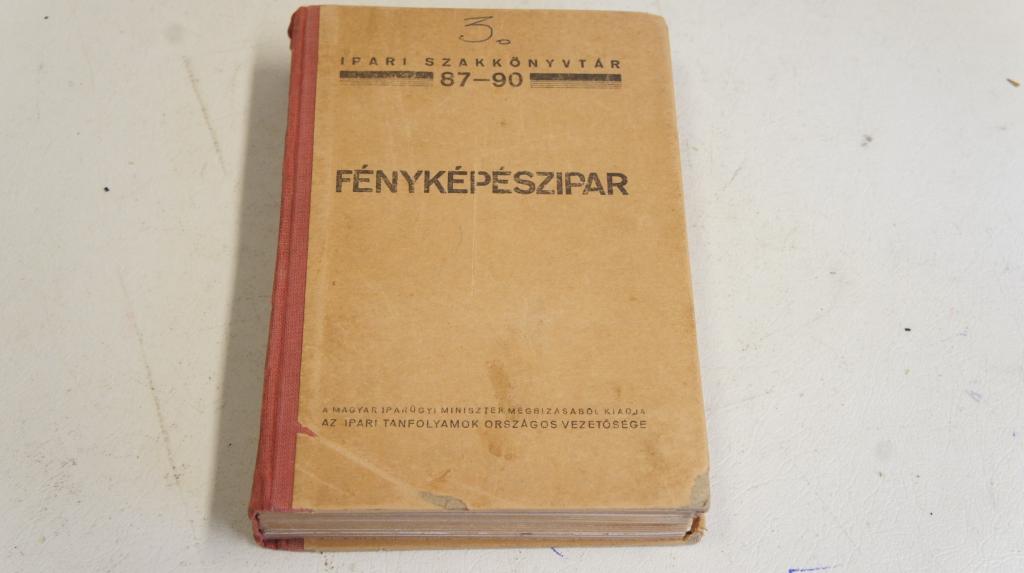 3.
IPARI SZAKKÖNYVTÁR
87–90
FÉNYKÉPÉSZIPAR
A MAGYAR IPARÜGYI MINISZTER MEGBIZÁSÁBÓL KIADJA
AZ IPARI TANFOLYAMOK ORSZÁGOS VEZETŐSÉGE